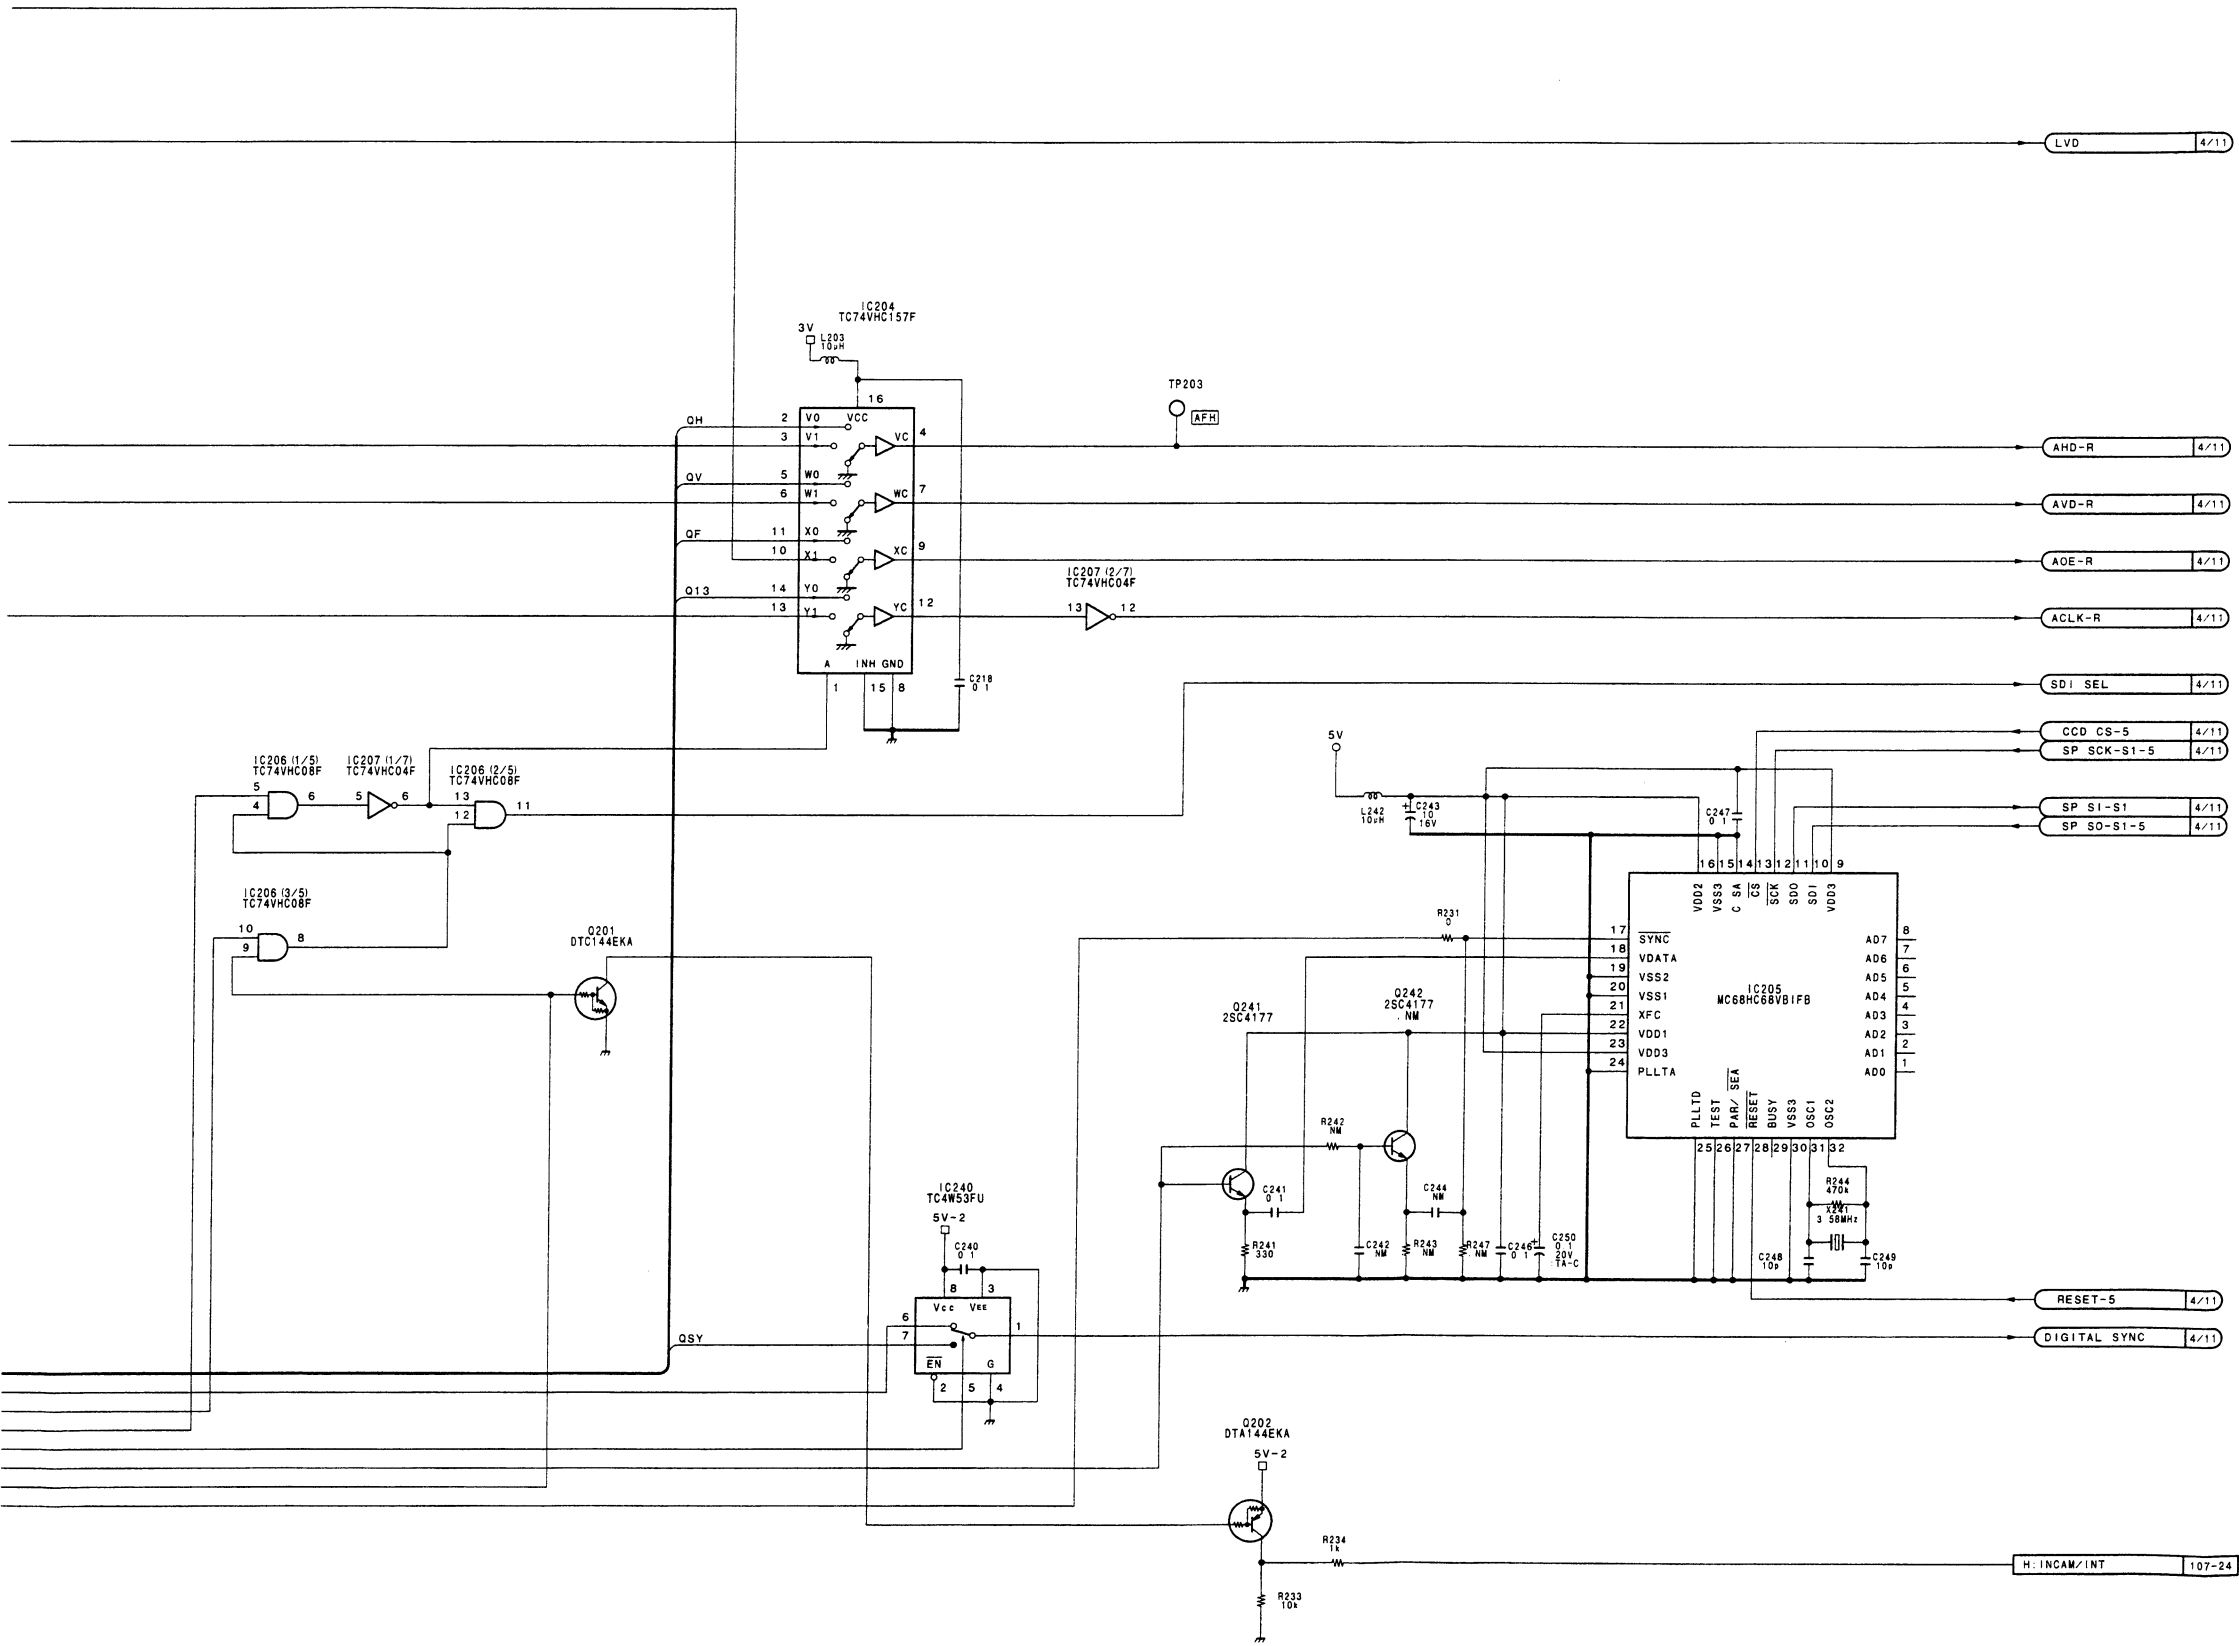 LVD 4/11
IC204
TC74VHC157F
3V
L203
10μH
TP203
AFH
16
QH 2 V0 VCC
3 V1 VC 4
AHD-R 4/11
QV 5 W0
6 W1 WC 7
AVD-R 4/11
QF 11 X0
10 X1 XC 9
AOE-R 4/11
IC207 (2/7)
TC74VHC04F
Q13 14 Y0
13 Y1 YC 12
13 12
ACLK-R 4/11
A INH GND
1 15 8
C218
0 1
SDI SEL 4/11
CCD CS-5 4/11
SP SCK-S1-5 4/11
SP SI-S1 4/11
SP SO-S1-5 4/11
5V
L242
10μH
+ C243
10
16V
C247
0 1
IC206 (1/5)
TC74VHC08F
IC207 (1/7)
TC74VHC04F
IC206 (2/5)
TC74VHC08F
5
4
6
5 6
13
12
11
IC206 (3/5)
TC74VHC08F
10
9
8
Q201
DTC144EKA
16 15 14 13 12 11 10 9
VDD2 VSS3 C SA CS SCK SDO SDI VDD3
R231
0
17 SYNC
18 VDATA
19 VSS2
20 VSS1
21 XFC
22 VDD1
23 VDD3
24 PLLTA
IC205
MC68HC68VBIFB
AD7 8
AD6 7
AD5 6
AD4 5
AD3 4
AD2 3
AD1 2
AD0 1
PLLTD TEST PAR/SEA RESET BUSY VSS3 OSC1 OSC2
25 26 27 28 29 30 31 32
Q241
2SC4177
Q242
2SC4177
. NM
R242
NM
C241
0 1
C244
NM
R241
330
C242
NM
R243
NM
R247
. NM
C246
0 1
+ C250
0 1
20V
:TA-C
R244
470k
X241
3 58MHz
C248
10p
C249
10p
RESET-5 4/11
DIGITAL SYNC 4/11
IC240
TC4W53FU
5V-2
C240
0 1
8 3
Vcc VEE
6
QSY 7
1
EN G
2 5 4
Q202
DTA144EKA
5V-2
R234
1k
R233
10k
H:INCAM/INT 107-24